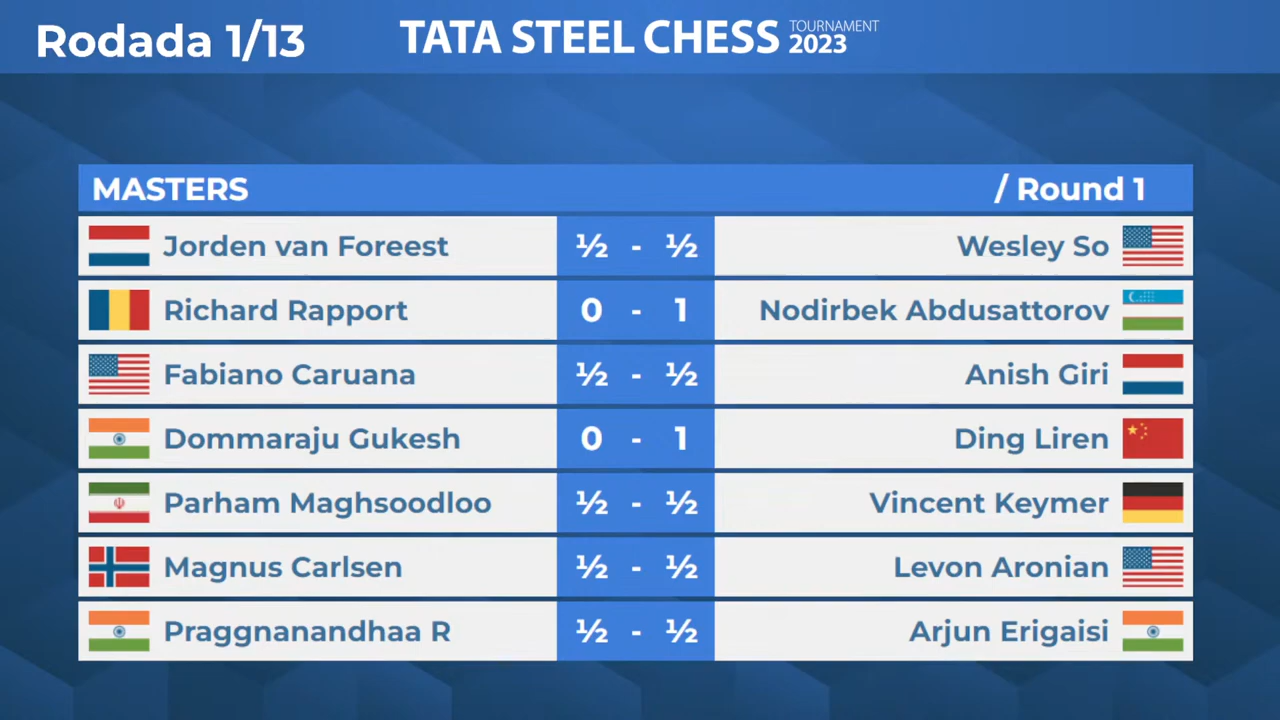 Rodada 1/13
TATA STEEL CHESS TOURNAMENT 2023
MASTERS / Round 1
Jorden van Foreest ½ - ½ Wesley So
Richard Rapport 0 - 1 Nodirbek Abdusattorov
Fabiano Caruana ½ - ½ Anish Giri
Dommaraju Gukesh 0 - 1 Ding Liren
Parham Maghsoodloo ½ - ½ Vincent Keymer
Magnus Carlsen ½ - ½ Levon Aronian
Praggnanandhaa R ½ - ½ Arjun Erigaisi